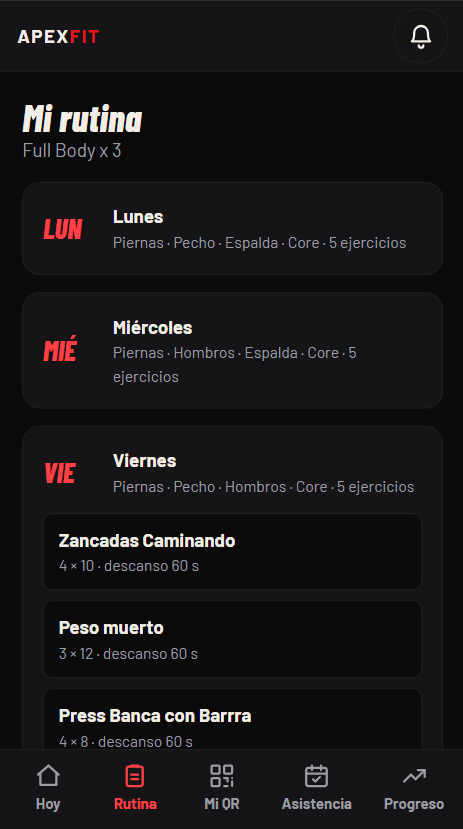 APEXFIT
Mi rutina
Full Body x 3
LUN
Lunes
Piernas · Pecho · Espalda · Core · 5 ejercicios
MIÉ
Miércoles
Piernas · Hombros · Espalda · Core · 5
ejercicios
VIE
Viernes
Piernas · Pecho · Hombros · Core · 5 ejercicios
Zancadas Caminando
4 × 10 · descanso 60 s
Peso muerto
3 × 12 · descanso 60 s
Press Banca con Barrra
4 × 8 · descanso 60 s
Hoy
Rutina
Mi QR
Asistencia
Progreso